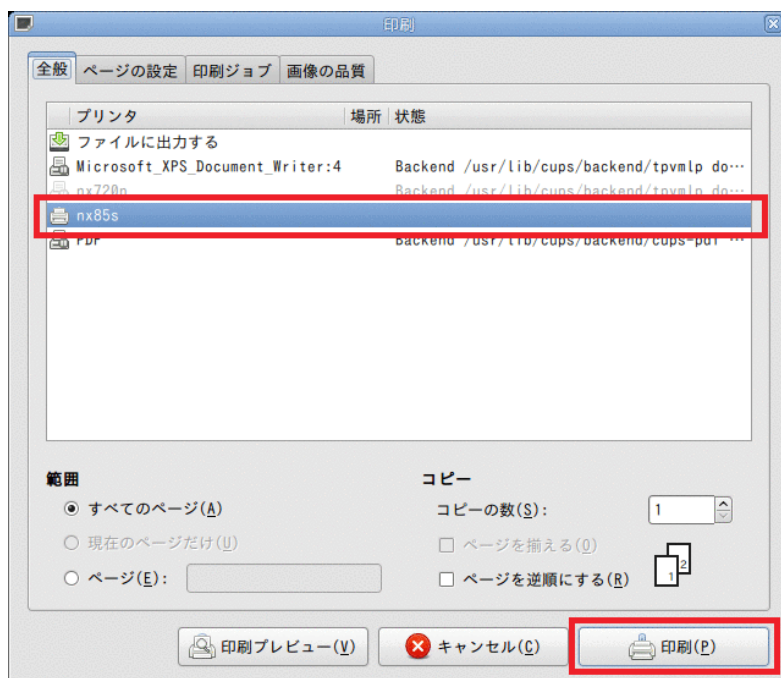 印刷
全般 ページの設定 印刷ジョブ 画像の品質
プリンタ 場所 状態
ファイルに出力する
Microsoft_XPS_Document_Writer:4 Backend /usr/lib/cups/backend/tpvmlp do…
nx720n Backend /usr/lib/cups/backend/tpvmlp do…
nx85s
PDF Backend /usr/lib/cups/backend/cups-pdf …
範囲
すべてのページ(A)
現在のページだけ(U)
ページ(E):
コピー
コピーの数(S): 1
ページを揃える(O)
ページを逆順にする(R)
1 2
印刷プレビュー(V) キャンセル(C) 印刷(P)